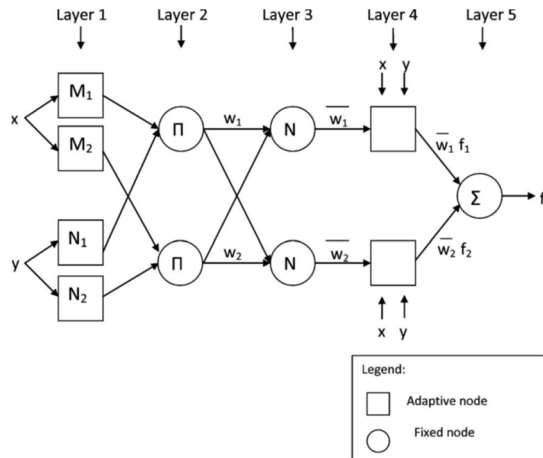 Layer 1 Layer 2 Layer 3 Layer 4 Layer 5
x y
M₁ w₁ w̅₁
x Π N
M₂ w̅₁ f₁
Σ f
N₁ w̅₂ f₂
y w₂ w̅₂
N₂ Π N
x y
Legend:
Adaptive node
Fixed node